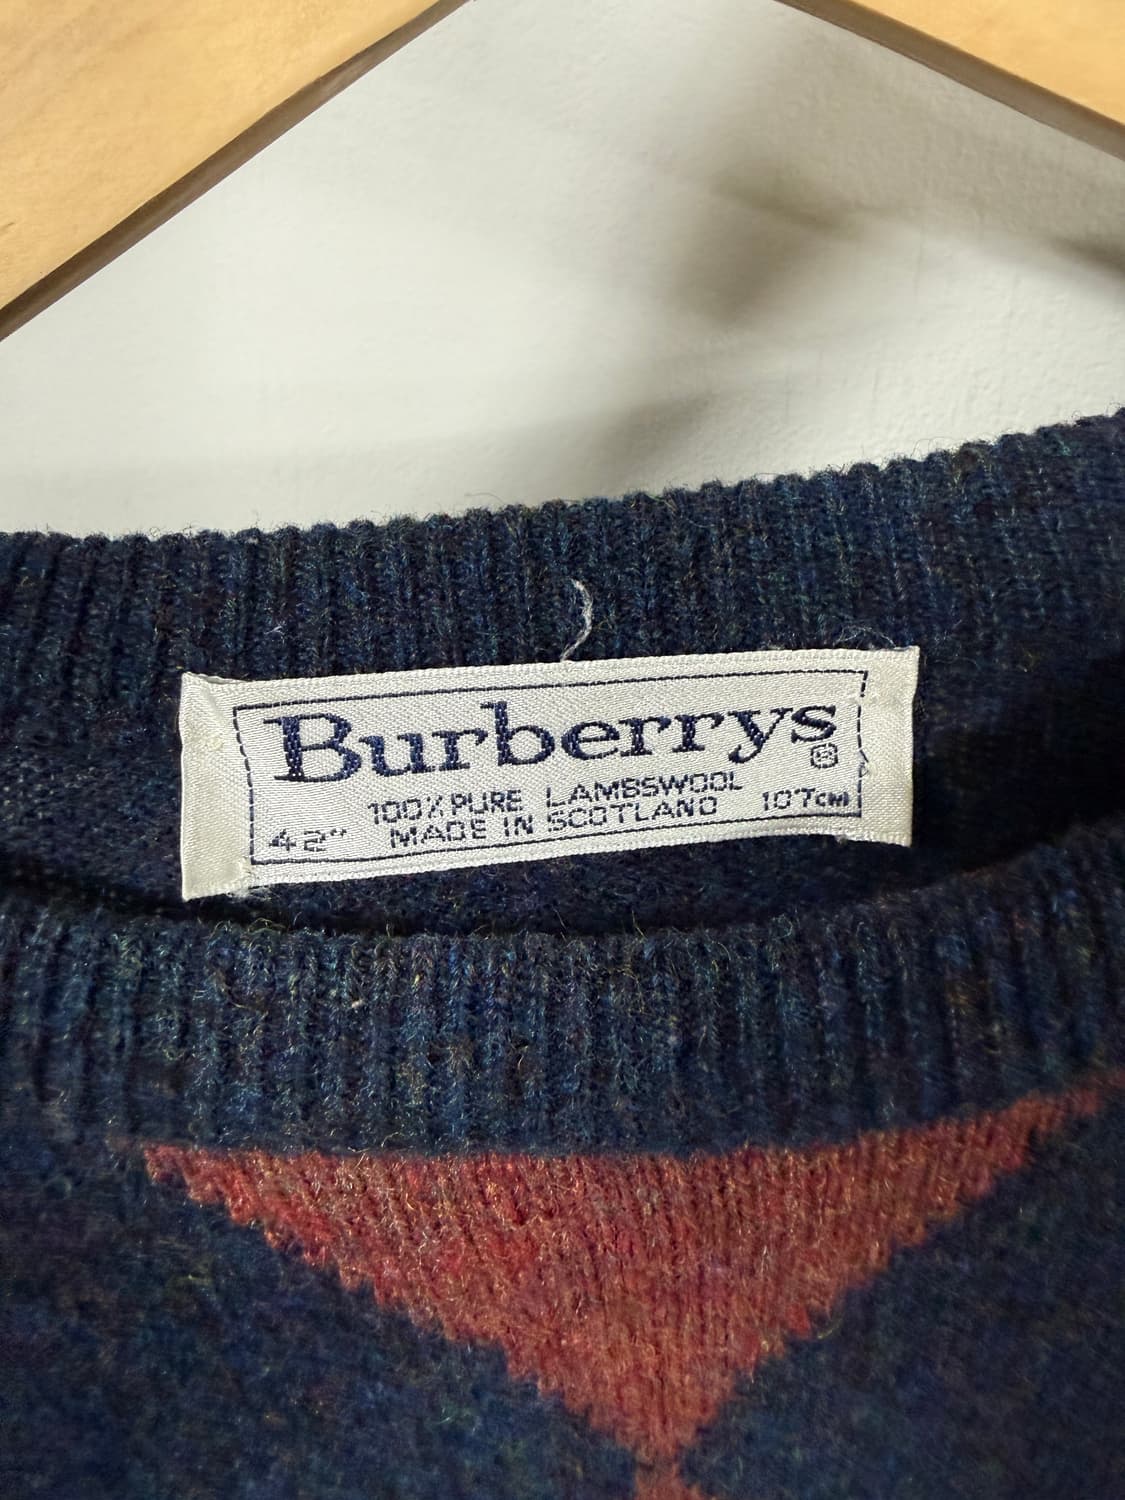 Burberrys
®
100% PURE LAMBSWOOL
42" MADE IN SCOTLAND 107cm